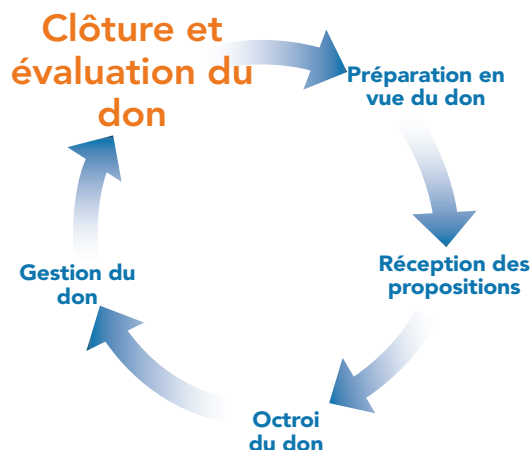 Clôture et
évaluation du
don
Préparation en
vue du don
Réception des
propositions
Octroi
du don
Gestion du
don